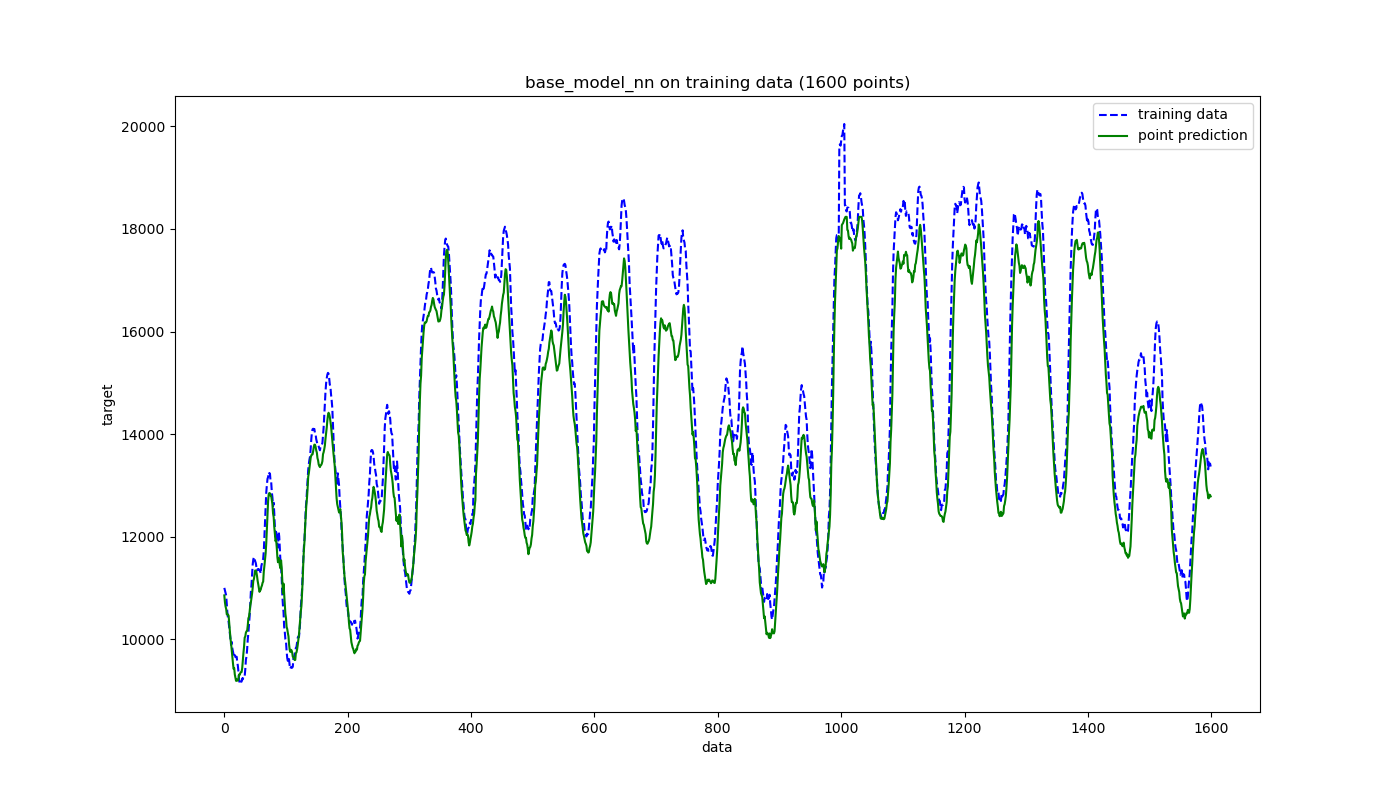 base_model_nn on training data (1600 points)
training data
point prediction
20000
18000
16000
14000
12000
10000
target
0 200 400 600 800 1000 1200 1400 1600
data